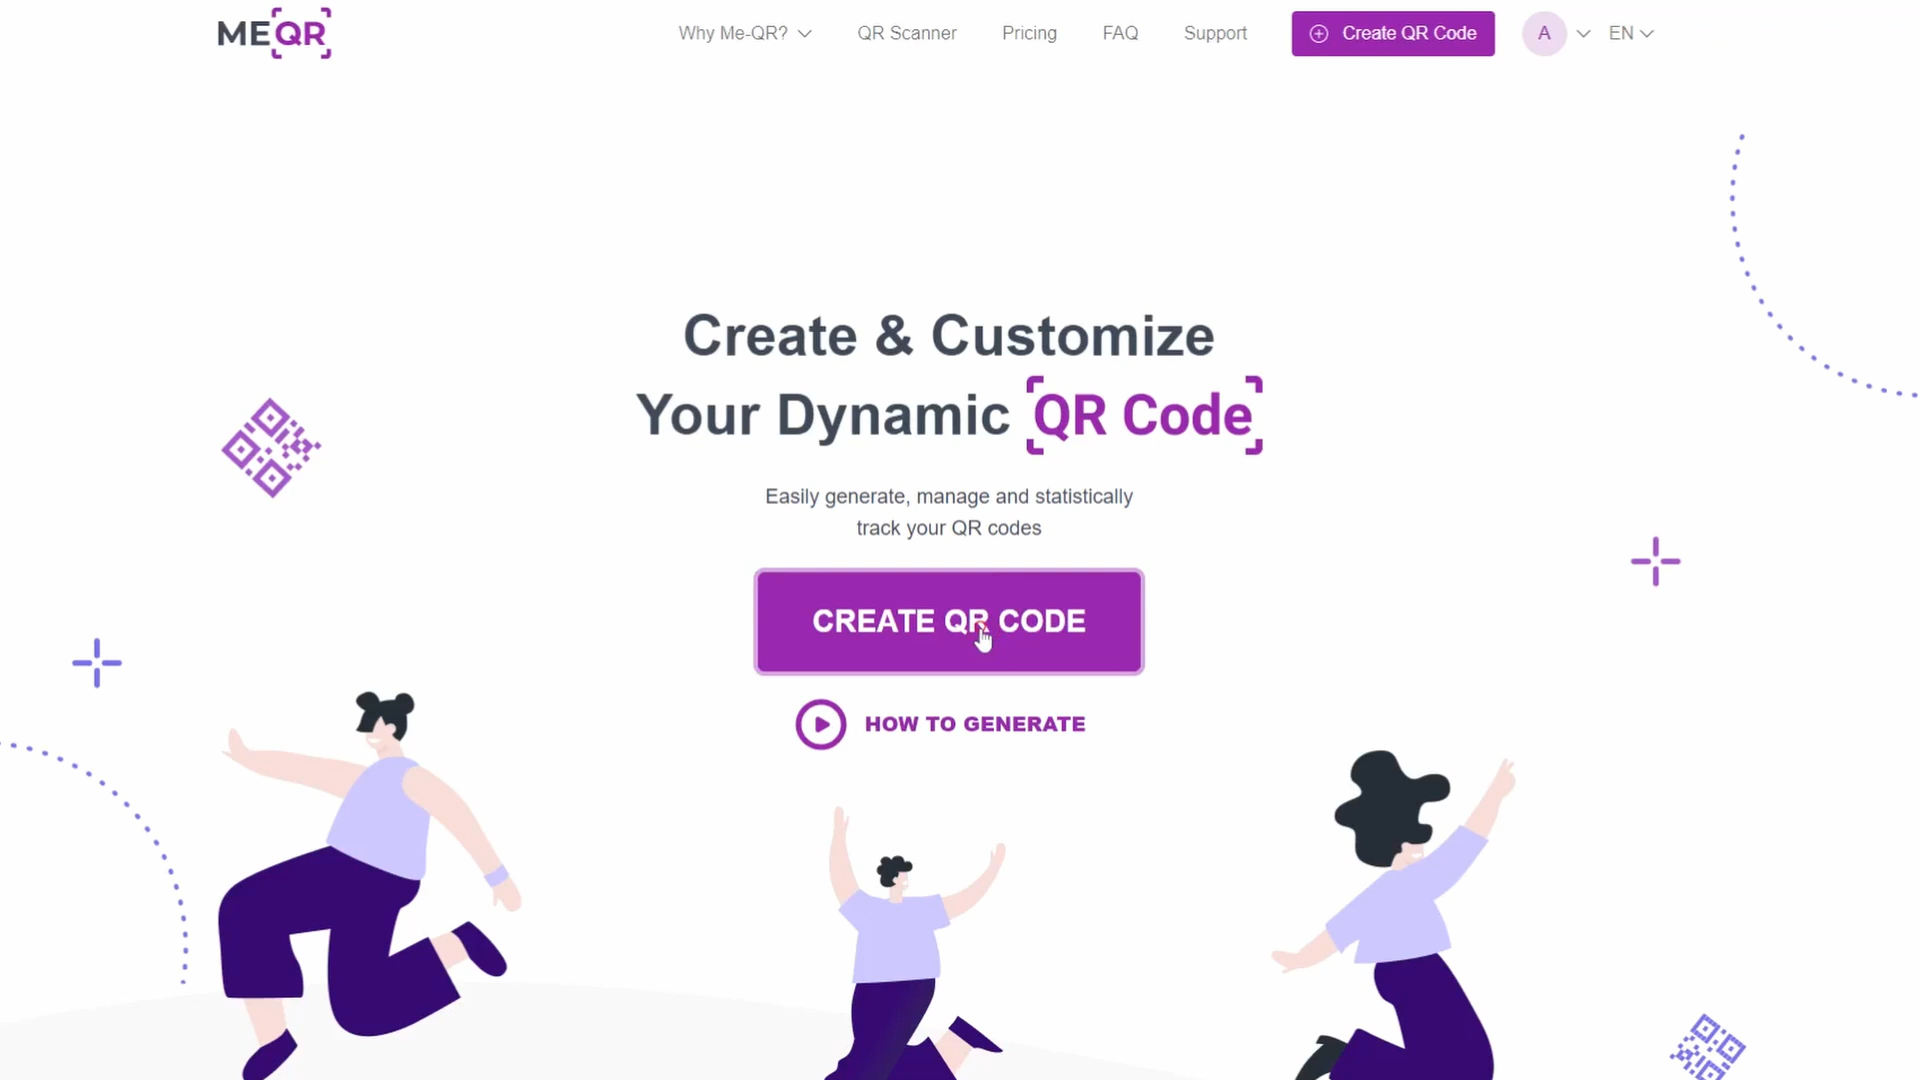 MEQR
Why Me-QR?
QR Scanner
Pricing
FAQ
Support
Create QR Code
A
EN
Create & Customize
Your Dynamic QR Code
Easily generate, manage and statistically
track your QR codes
CREATE QR CODE
HOW TO GENERATE